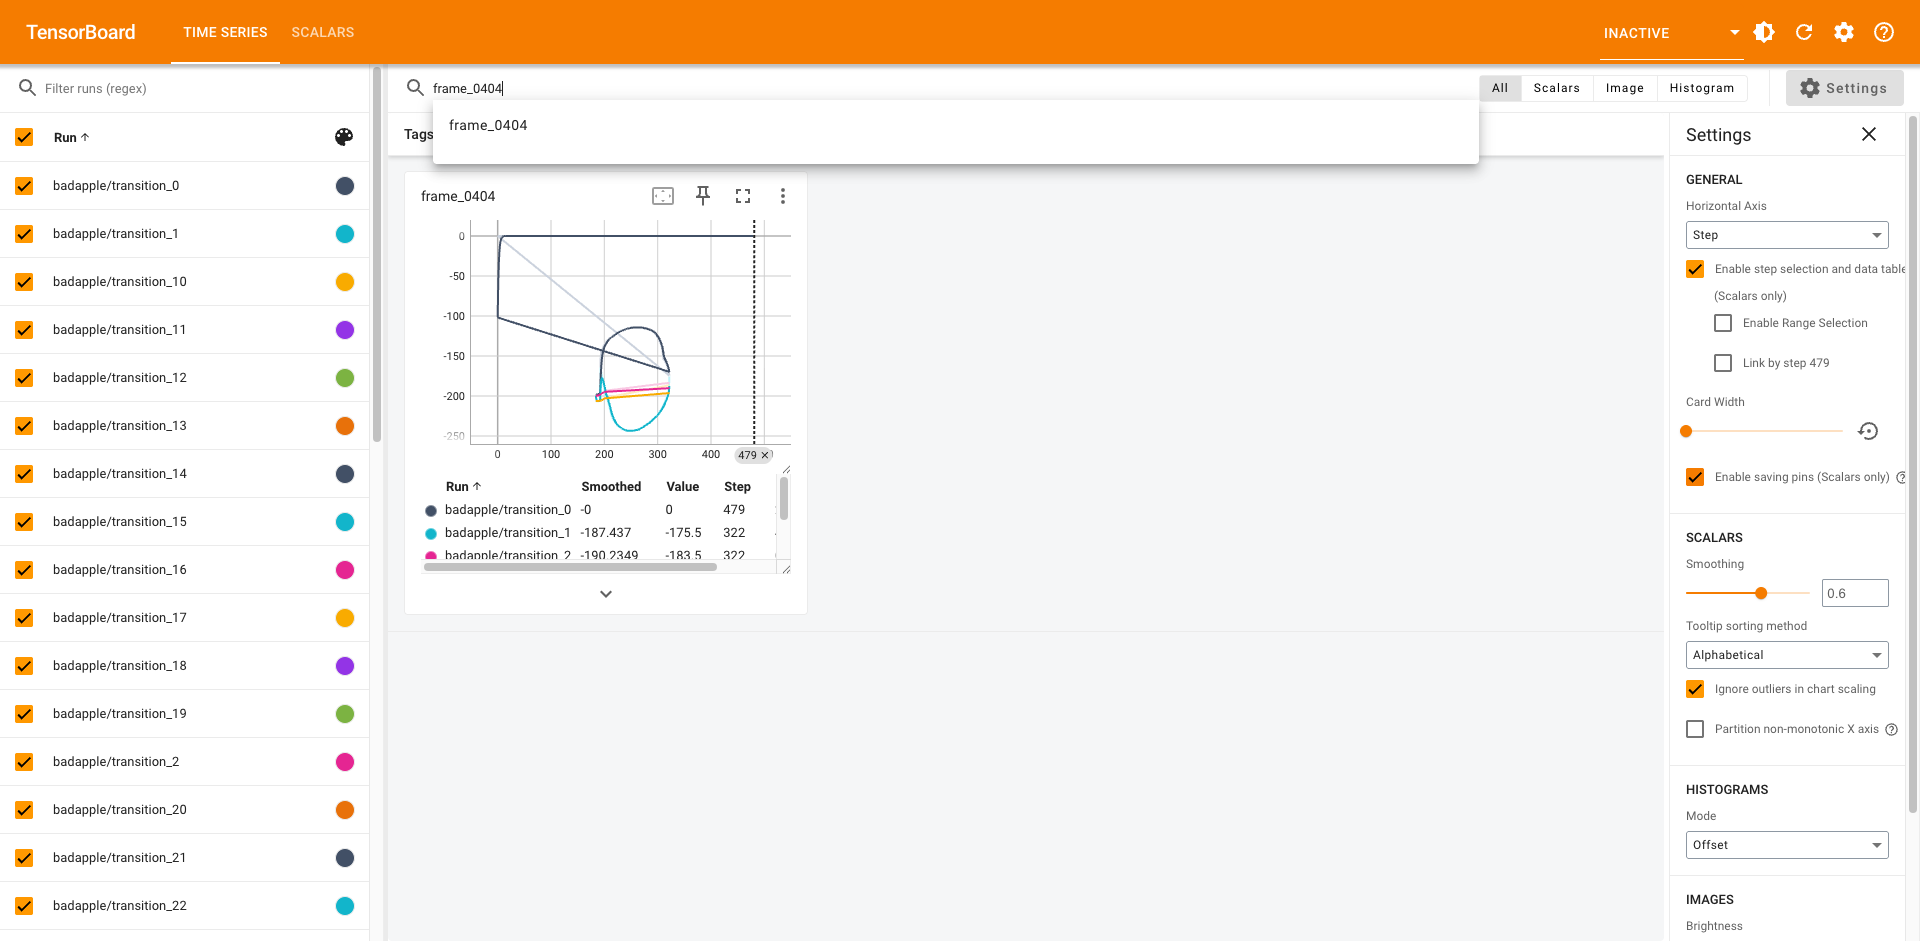 TensorBoard
TIME SERIES
SCALARS
INACTIVE
Filter runs (regex)
Run
badapple/transition_0
badapple/transition_1
badapple/transition_10
badapple/transition_11
badapple/transition_12
badapple/transition_13
badapple/transition_14
badapple/transition_15
badapple/transition_16
badapple/transition_17
badapple/transition_18
badapple/transition_19
badapple/transition_2
badapple/transition_20
badapple/transition_21
badapple/transition_22
frame_0404
frame_0404
All
Scalars
Image
Histogram
Settings
Tags
frame_0404
0
-50
-100
-150
-200
-250
0 100 200 300 400
479
Run Smoothed Value Step
badapple/transition_0 -0 0 479
badapple/transition_1 -187.437 -175.5 322
badapple/transition_2 -190.2349 -183.5 322
Settings
GENERAL
Horizontal Axis
Step
Enable step selection and data table
(Scalars only)
Enable Range Selection
Link by step 479
Card Width
Enable saving pins (Scalars only)
SCALARS
Smoothing
0.6
Tooltip sorting method
Alphabetical
Ignore outliers in chart scaling
Partition non-monotonic X axis
HISTOGRAMS
Mode
Offset
IMAGES
Brightness